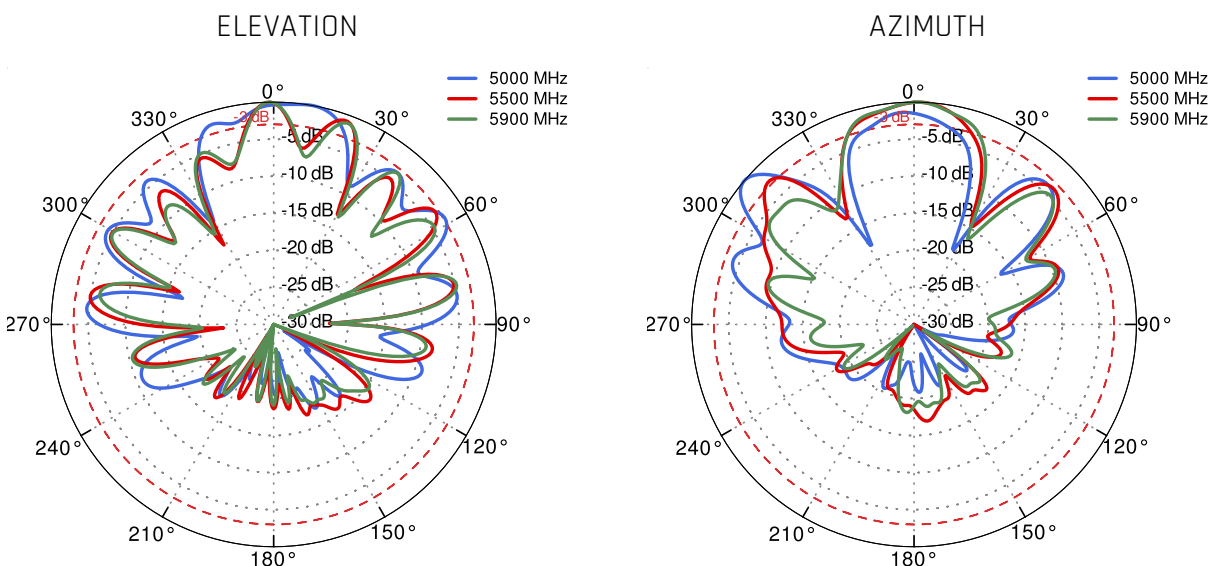 ELEVATION
5000 MHz
5500 MHz
5900 MHz
0°
330°
30°
-3 dB
-5 dB
-10 dB
300°
60°
-15 dB
-20 dB
-25 dB
270°
-30 dB
90°
240°
120°
210°
150°
180°
AZIMUTH
5000 MHz
5500 MHz
5900 MHz
0°
330°
30°
-3 dB
-5 dB
-10 dB
300°
60°
-15 dB
-20 dB
-25 dB
270°
-30 dB
90°
240°
120°
210°
150°
180°